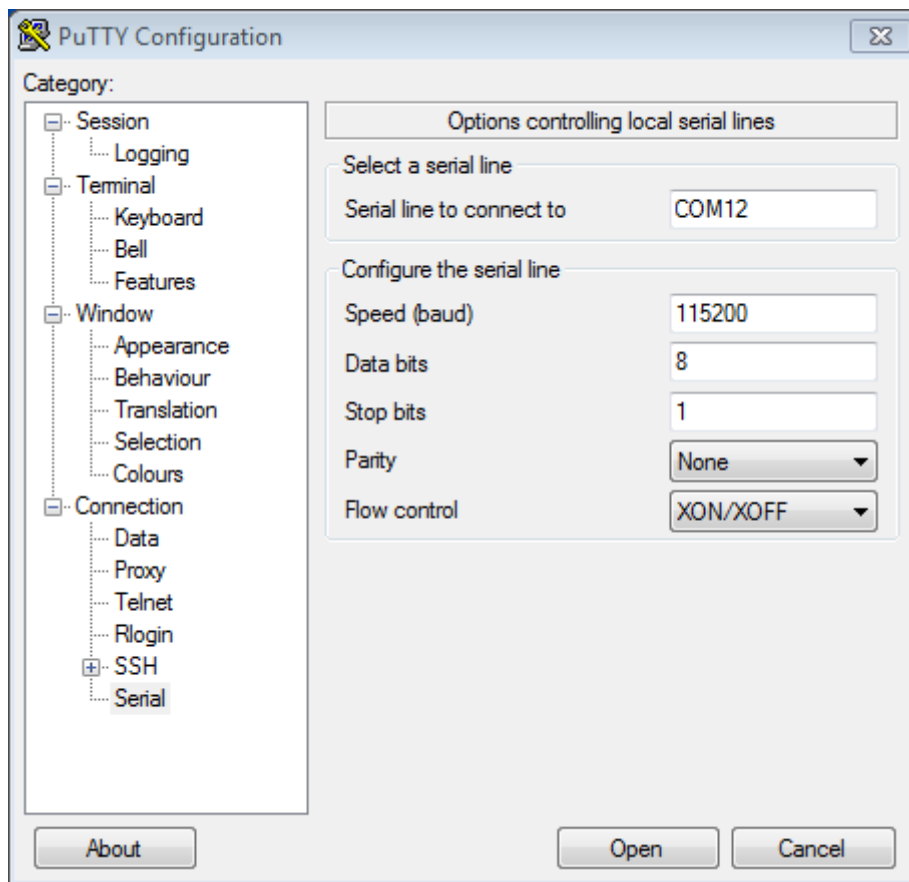 PuTTY Configuration
Category:
Session
Logging
Terminal
Keyboard
Bell
Features
Window
Appearance
Behaviour
Translation
Selection
Colours
Connection
Data
Proxy
Telnet
Rlogin
SSH
Serial
Options controlling local serial lines
Select a serial line
Serial line to connect to COM12
Configure the serial line
Speed (baud) 115200
Data bits 8
Stop bits 1
Parity None
Flow control XON/XOFF
About Open Cancel